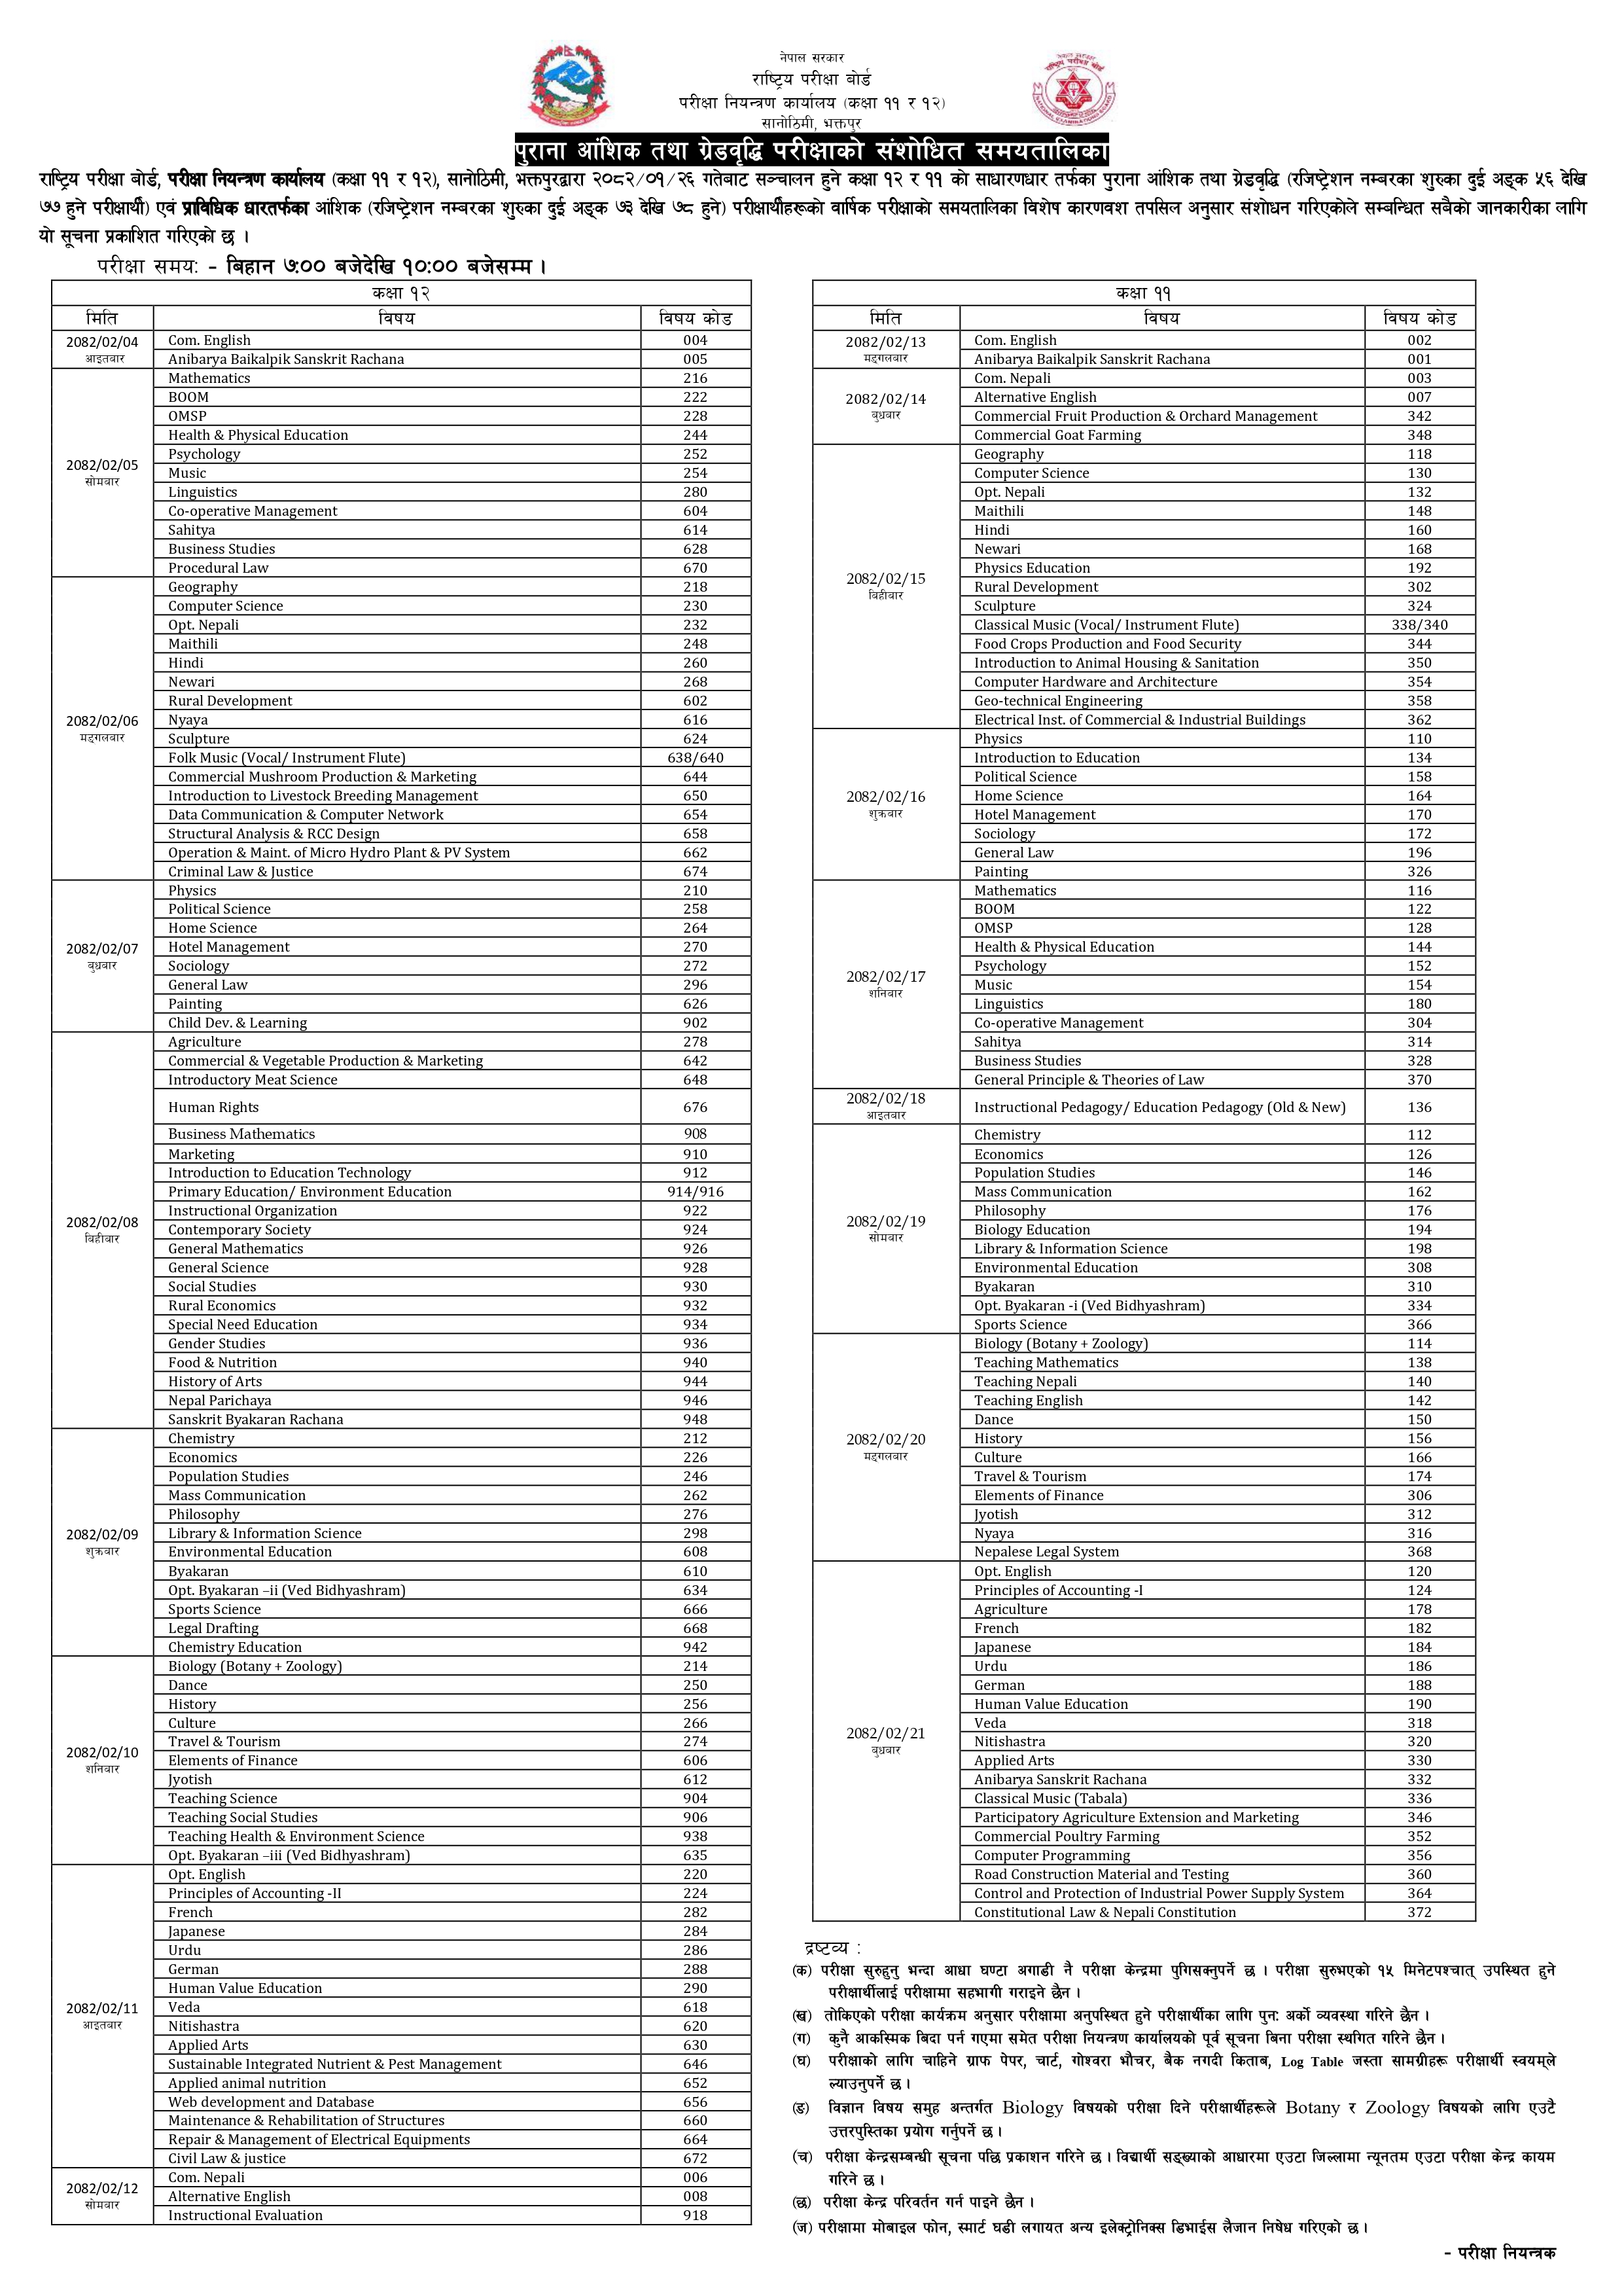 नेपाल सरकार
राष्ट्रिय परीक्षा बोर्ड
परीक्षा नियन्त्रण कार्यालय (कक्षा ११ र १२)
सानोठिमी, भक्तपुर
पुराना आंशिक तथा ग्रेडवृद्धि परीक्षाको संशोधित समयतालिका
राष्ट्रिय परीक्षा बोर्ड, परीक्षा नियन्त्रण कार्यालय (कक्षा ११ र १२), सानोठिमी, भक्तपुरद्वारा २०८२/०१/२६ गतेबाट सञ्चालन हुने कक्षा १२ र ११ को साधारणधार तर्फका पुराना आंशिक तथा ग्रेडवृद्धि (रजिष्ट्रेशन नम्बरका शुरुका दुई अङ्क ५६ देखि
७७ हुने परीक्षार्थी) एवं प्राविधिक धारतर्फका आंशिक (रजिष्ट्रेशन नम्बरका शुरुका दुई अङ्क ७३ देखि ७८ हुने) परीक्षार्थीहरूको वार्षिक परीक्षाको समयतालिका विशेष कारणवश तपसिल अनुसार संशोधन गरिएकोले सम्बन्धित सबैको जानकारीका लागि
यो सूचना प्रकाशित गरिएको छ ।
परीक्षा समय: - बिहान ७:०० बजेदेखि १०:०० बजेसम्म ।
कक्षा १२
मिति विषय विषय कोड
2082/02/04
आइतबार
Com. English 004
Anibarya Baikalpik Sanskrit Rachana 005
2082/02/05
सोमबार
Mathematics 216
BOOM 222
OMSP 228
Health & Physical Education 244
Psychology 252
Music 254
Linguistics 280
Co-operative Management 604
Sahitya 614
Business Studies 628
Procedural Law 670
2082/02/06
मङ्गलबार
Geography 218
Computer Science 230
Opt. Nepali 232
Maithili 248
Hindi 260
Newari 268
Rural Development 602
Nyaya 616
Sculpture 624
Folk Music (Vocal/ Instrument Flute) 638/640
Commercial Mushroom Production & Marketing 644
Introduction to Livestock Breeding Management 650
Data Communication & Computer Network 654
Structural Analysis & RCC Design 658
Operation & Maint. of Micro Hydro Plant & PV System 662
Criminal Law & Justice 674
2082/02/07
बुधबार
Physics 210
Political Science 258
Home Science 264
Hotel Management 270
Sociology 272
General Law 296
Painting 626
Child Dev. & Learning 902
2082/02/08
बिहीबार
Agriculture 278
Commercial & Vegetable Production & Marketing 642
Introductory Meat Science 648
Human Rights 676
Business Mathematics 908
Marketing 910
Introduction to Education Technology 912
Primary Education/ Environment Education 914/916
Instructional Organization 922
Contemporary Society 924
General Mathematics 926
General Science 928
Social Studies 930
Rural Economics 932
Special Need Education 934
Gender Studies 936
Food & Nutrition 940
History of Arts 944
Nepal Parichaya 946
Sanskrit Byakaran Rachana 948
2082/02/09
शुक्रबार
Chemistry 212
Economics 226
Population Studies 246
Mass Communication 262
Philosophy 276
Library & Information Science 298
Environmental Education 608
Byakaran 610
Opt. Byakaran –ii (Ved Bidhyashram) 634
Sports Science 666
Legal Drafting 668
Chemistry Education 942
2082/02/10
शनिबार
Biology (Botany + Zoology) 214
Dance 250
History 256
Culture 266
Travel & Tourism 274
Elements of Finance 606
Jyotish 612
Teaching Science 904
Teaching Social Studies 906
Teaching Health & Environment Science 938
Opt. Byakaran –iii (Ved Bidhyashram) 635
2082/02/11
आइतबार
Opt. English 220
Principles of Accounting -II 224
French 282
Japanese 284
Urdu 286
German 288
Human Value Education 290
Veda 618
Nitishastra 620
Applied Arts 630
Sustainable Integrated Nutrient & Pest Management 646
Applied animal nutrition 652
Web development and Database 656
Maintenance & Rehabilitation of Structures 660
Repair & Management of Electrical Equipments 664
Civil Law & justice 672
2082/02/12
सोमबार
Com. Nepali 006
Alternative English 008
Instructional Evaluation 918
कक्षा ११
मिति विषय विषय कोड
2082/02/13
मङ्गलबार
Com. English 002
Anibarya Baikalpik Sanskrit Rachana 001
2082/02/14
बुधबार
Com. Nepali 003
Alternative English 007
Commercial Fruit Production & Orchard Management 342
Commercial Goat Farming 348
2082/02/15
बिहीबार
Geography 118
Computer Science 130
Opt. Nepali 132
Maithili 148
Hindi 160
Newari 168
Physics Education 192
Rural Development 302
Sculpture 324
Classical Music (Vocal/ Instrument Flute) 338/340
Food Crops Production and Food Security 344
Introduction to Animal Housing & Sanitation 350
Computer Hardware and Architecture 354
Geo-technical Engineering 358
Electrical Inst. of Commercial & Industrial Buildings 362
2082/02/16
शुक्रबार
Physics 110
Introduction to Education 134
Political Science 158
Home Science 164
Hotel Management 170
Sociology 172
General Law 196
Painting 326
2082/02/17
शनिबार
Mathematics 116
BOOM 122
OMSP 128
Health & Physical Education 144
Psychology 152
Music 154
Linguistics 180
Co-operative Management 304
Sahitya 314
Business Studies 328
General Principle & Theories of Law 370
2082/02/18
आइतबार
Instructional Pedagogy/ Education Pedagogy (Old & New) 136
2082/02/19
सोमबार
Chemistry 112
Economics 126
Population Studies 146
Mass Communication 162
Philosophy 176
Biology Education 194
Library & Information Science 198
Environmental Education 308
Byakaran 310
Opt. Byakaran -i (Ved Bidhyashram) 334
Sports Science 366
2082/02/20
मङ्गलबार
Biology (Botany + Zoology) 114
Teaching Mathematics 138
Teaching Nepali 140
Teaching English 142
Dance 150
History 156
Culture 166
Travel & Tourism 174
Elements of Finance 306
Jyotish 312
Nyaya 316
Nepalese Legal System 368
2082/02/21
बुधबार
Opt. English 120
Principles of Accounting -I 124
Agriculture 178
French 182
Japanese 184
Urdu 186
German 188
Human Value Education 190
Veda 318
Nitishastra 320
Applied Arts 330
Anibarya Sanskrit Rachana 332
Classical Music (Tabala) 336
Participatory Agriculture Extension and Marketing 346
Commercial Poultry Farming 352
Computer Programming 356
Road Construction Material and Testing 360
Control and Protection of Industrial Power Supply System 364
Constitutional Law & Nepali Constitution 372
द्रष्टव्य :
(क) परीक्षा सुरुहुनु भन्दा आधा घण्टा अगाडी नै परीक्षा केन्द्रमा पुगिसक्नुपर्ने छ । परीक्षा सुरुभएको १५ मिनेटपश्चात् उपस्थित हुने
परीक्षार्थीलाई परीक्षामा सहभागी गराइने छैन ।
(ख) तोकिएको परीक्षा कार्यक्रम अनुसार परीक्षामा अनुपस्थित हुने परीक्षार्थीका लागि पुन: अर्को व्यवस्था गरिने छैन ।
(ग) कुनै आकस्मिक बिदा पर्न गएमा समेत परीक्षा नियन्त्रण कार्यालयको पूर्व सूचना बिना परीक्षा स्थगित गरिने छैन ।
(घ) परीक्षाको लागि चाहिने ग्राफ पेपर, चार्ट, गोश्वरा भौचर, बैंक नगदी किताब, Log Table जस्ता सामग्रीहरू परीक्षार्थी स्वयम्‌ले
ल्याउनुपर्ने छ ।
(ङ) विज्ञान विषय समुह अन्तर्गत Biology विषयको परीक्षा दिने परीक्षार्थीहरूले Botany र Zoology विषयको लागि एउटै
उत्तरपुस्तिका प्रयोग गर्नुपर्ने छ ।
(च) परीक्षा केन्द्रसम्बन्धी सूचना पछि प्रकाशन गरिने छ । विद्यार्थी सङ्ख्याको आधारमा एउटा जिल्लामा न्यूनतम एउटा परीक्षा केन्द्र कायम
गरिने छ ।
(छ) परीक्षा केन्द्र परिवर्तन गर्न पाइने छैन ।
(ज) परीक्षामा मोबाइल फोन, स्मार्ट घडी लगायत अन्य इलेक्ट्रोनिक्स डिभाईस लैजान निषेध गरिएको छ ।
- परीक्षा नियन्त्रक